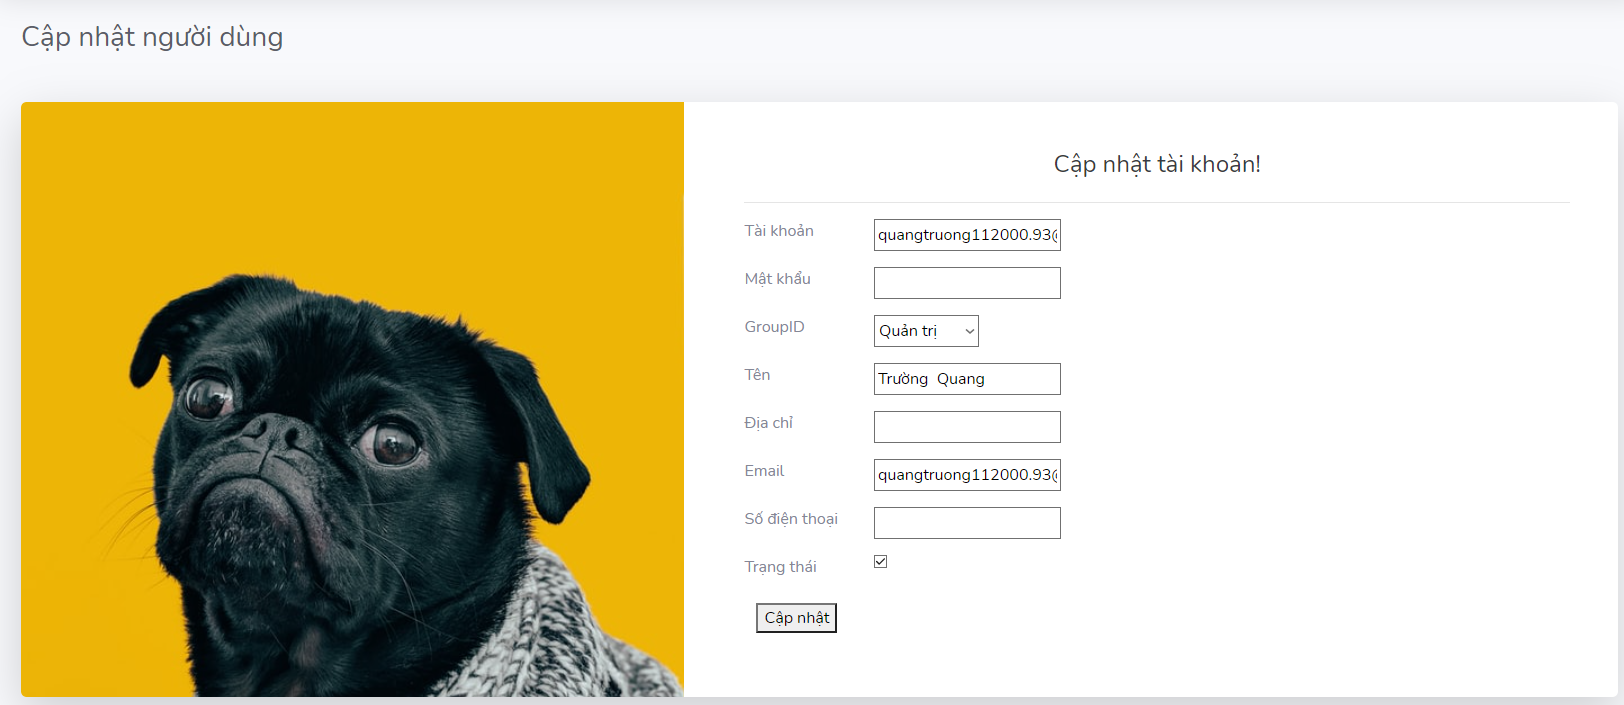 Cập nhật người dùng
Cập nhật tài khoản!
Tài khoản quangtruong112000.93@
Mật khẩu
GroupID Quản trị
Tên Trường Quang
Địa chỉ
Email quangtruong112000.93@
Số điện thoại
Trạng thái
Cập nhật